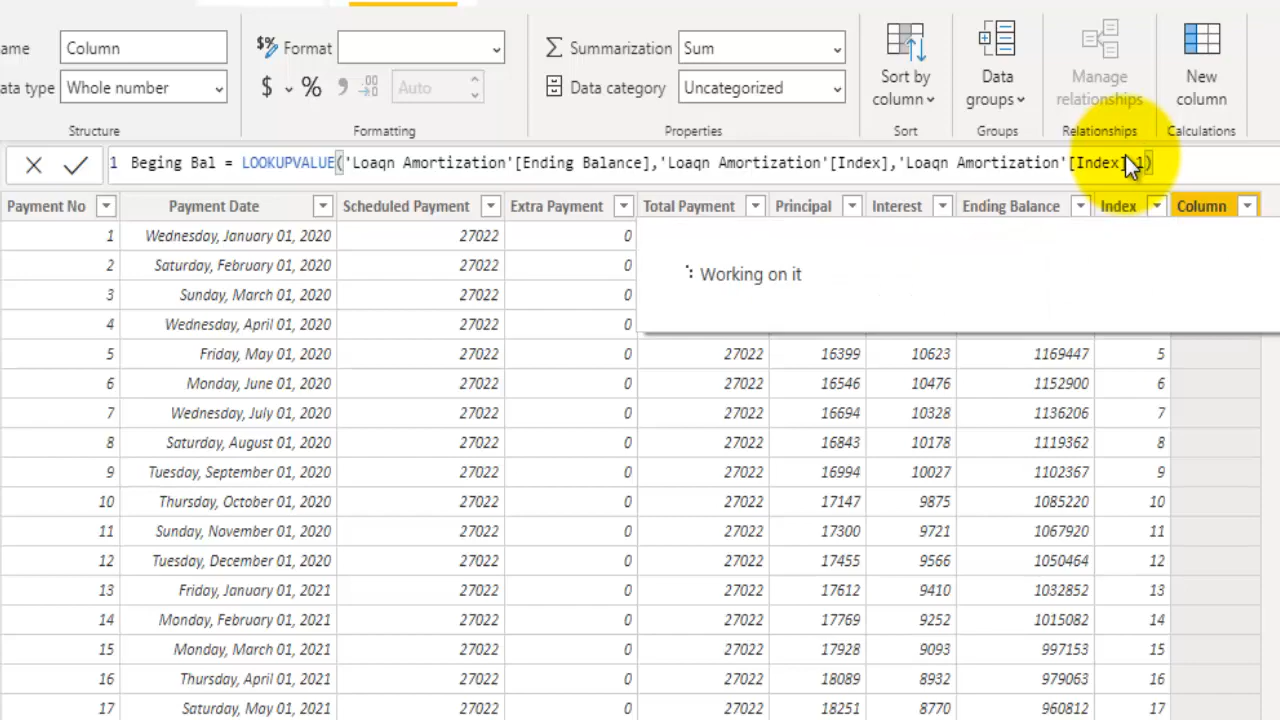 ame Column
$% Format
Summarization Sum
Sort by column
Data groups
Manage relationships
New column
ata type Whole number
$ % 9 .00 Auto
Data category Uncategorized
Structure Formatting Properties Sort Groups Relationships Calculations
1 Beging Bal = LOOKUPVALUE('Loaqn Amortization'[Ending Balance],'Loaqn Amortization'[Index],'Loaqn Amortization'[Index] 1)
Payment No Payment Date Scheduled Payme Extra Payment Total Payment Principal Interest Ending Balance Index Column
1 Wednesday, January 01, 2020 27022 0
2 Saturday, February 01, 2020 27022 0
Working on it
3 Sunday, March 01, 2020 27022 0
4 Wednesday, April 01, 2020 27022 0
5 Friday, May 01, 2020 27022 0 27022 16399 10623 1169447 5
6 Monday, June 01, 2020 27022 0 27022 16546 10476 1152900 6
7 Wednesday, July 01, 2020 27022 0 27022 16694 10328 1136206 7
8 Saturday, August 01, 2020 27022 0 27022 16843 10178 1119362 8
9 Tuesday, September 01, 2020 27022 0 27022 16994 10027 1102367 9
10 Thursday, October 01, 2020 27022 0 27022 17147 9875 1085220 10
11 Sunday, November 01, 2020 27022 0 27022 17300 9721 1067920 11
12 Tuesday, December 01, 2020 27022 0 27022 17455 9566 1050464 12
13 Friday, January 01, 2021 27022 0 27022 17612 9410 1032852 13
14 Monday, February 01, 2021 27022 0 27022 17769 9252 1015082 14
15 Monday, March 01, 2021 27022 0 27022 17928 9093 997153 15
16 Thursday, April 01, 2021 27022 0 27022 18089 8932 979063 16
17 Saturday, May 01, 2021 27022 0 27022 18251 8770 960812 17